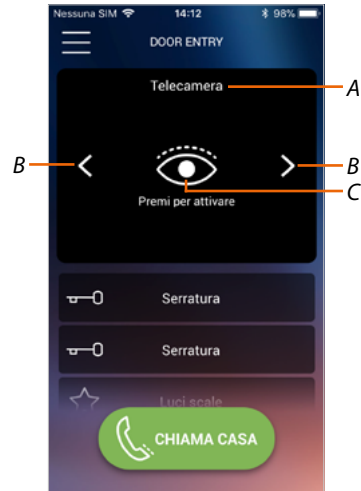 Nessuna SIM 14:12 98%
DOOR ENTRY
Telecamera A
B B
C
Premi per attivare
Serratura
Serratura
Luci scale
CHIAMA CASA